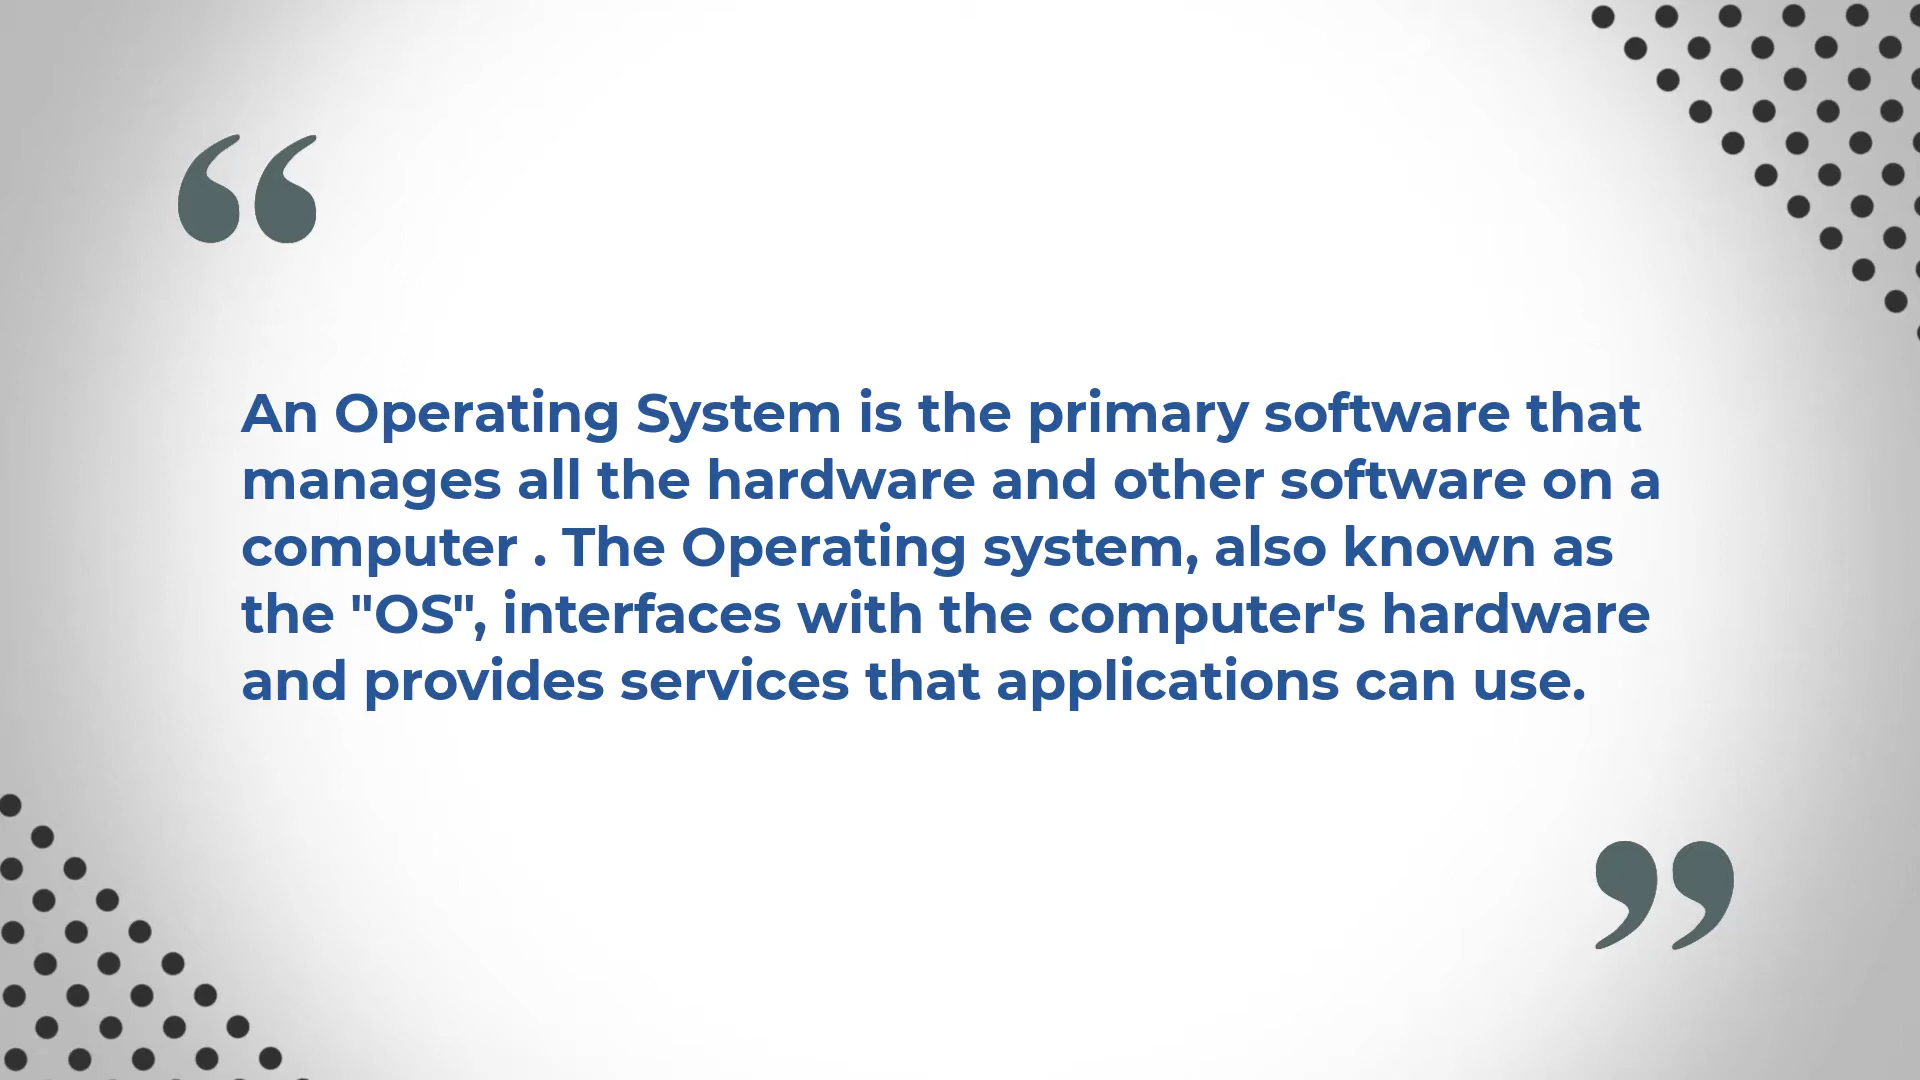 “
An Operating System is the primary software that
manages all the hardware and other software on a
computer . The Operating system, also known as
the "OS", interfaces with the computer's hardware
and provides services that applications can use.
”